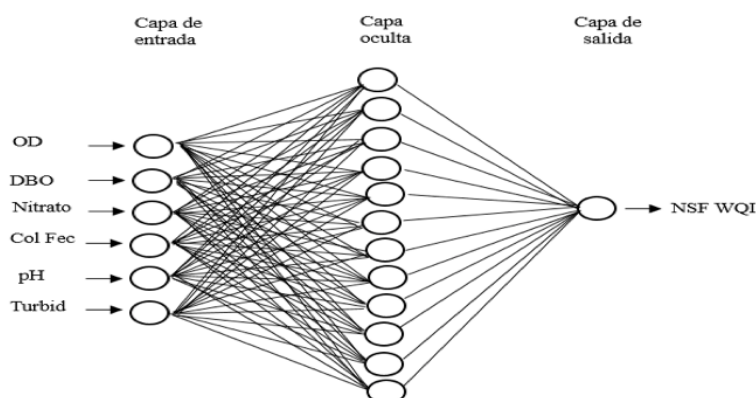 Capa de
entrada
Capa
oculta
Capa de
salida
OD
DBO
Nitrato
Col Fec
pH
Turbid
NSF WQI